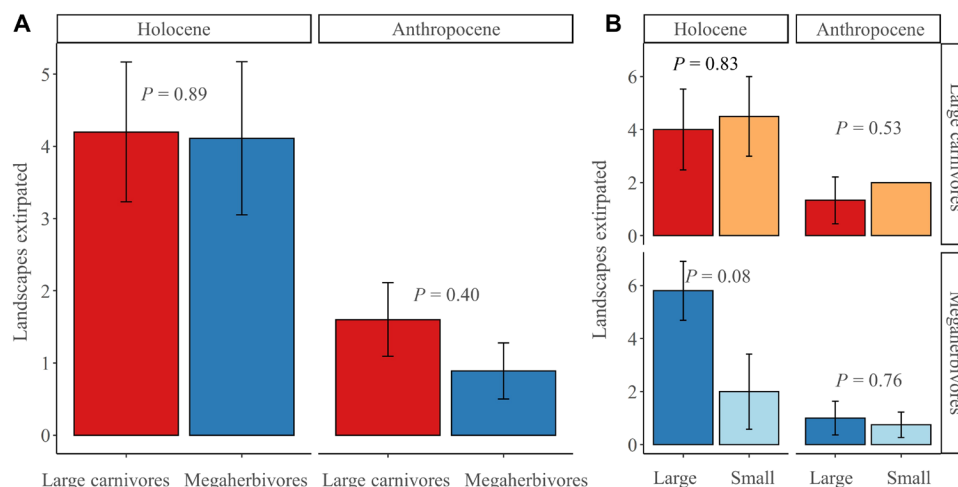 A
Holocene
Anthropocene
Landscapes extirpated
5
4
3
2
1
0
P = 0.89
P = 0.40
Large carnivores
Megaherbivores
Large carnivores
Megaherbivores
B
Holocene
Anthropocene
Landscapes extirpated
6
4
2
0
P = 0.83
P = 0.53
Large carnivores
6
4
2
0
P = 0.08
P = 0.76
Megaherbivores
Large
Small
Large
Small